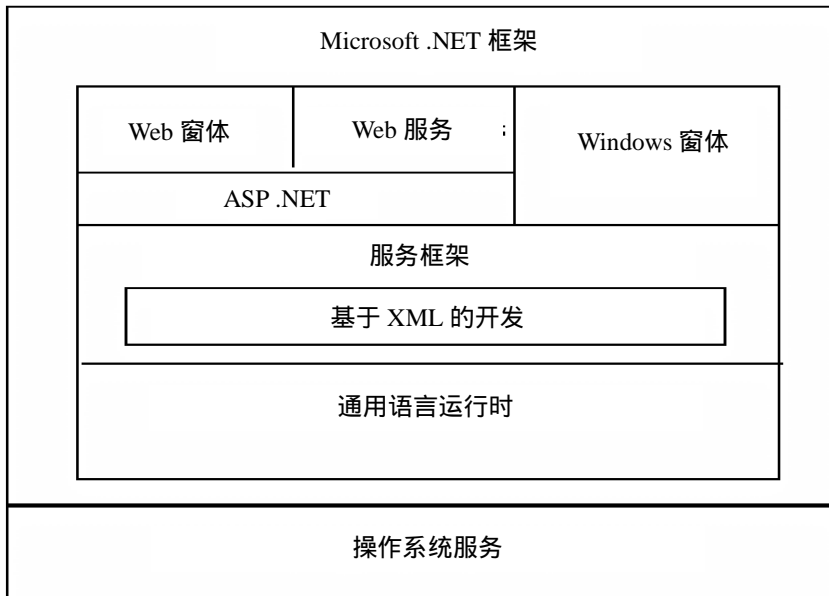 Microsoft .NET 框架
Web 窗体
Web 服务
Windows 窗体
ASP .NET
服务框架
基于 XML 的开发
通用语言运行时
操作系统服务